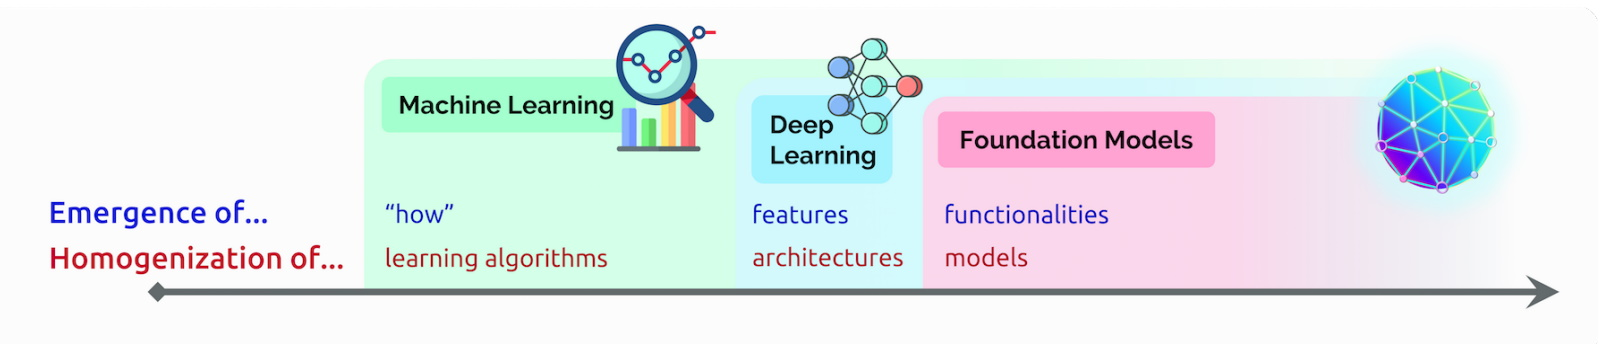 Machine Learning
Deep
Learning
Foundation Models
Emergence of... "how" features functionalities
Homogenization of... learning algorithms architectures models